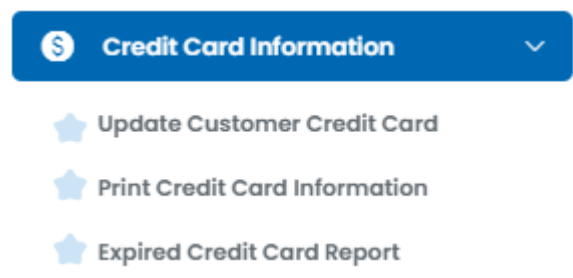 $ Credit Card Information
Update Customer Credit Card
Print Credit Card Information
Expired Credit Card Report